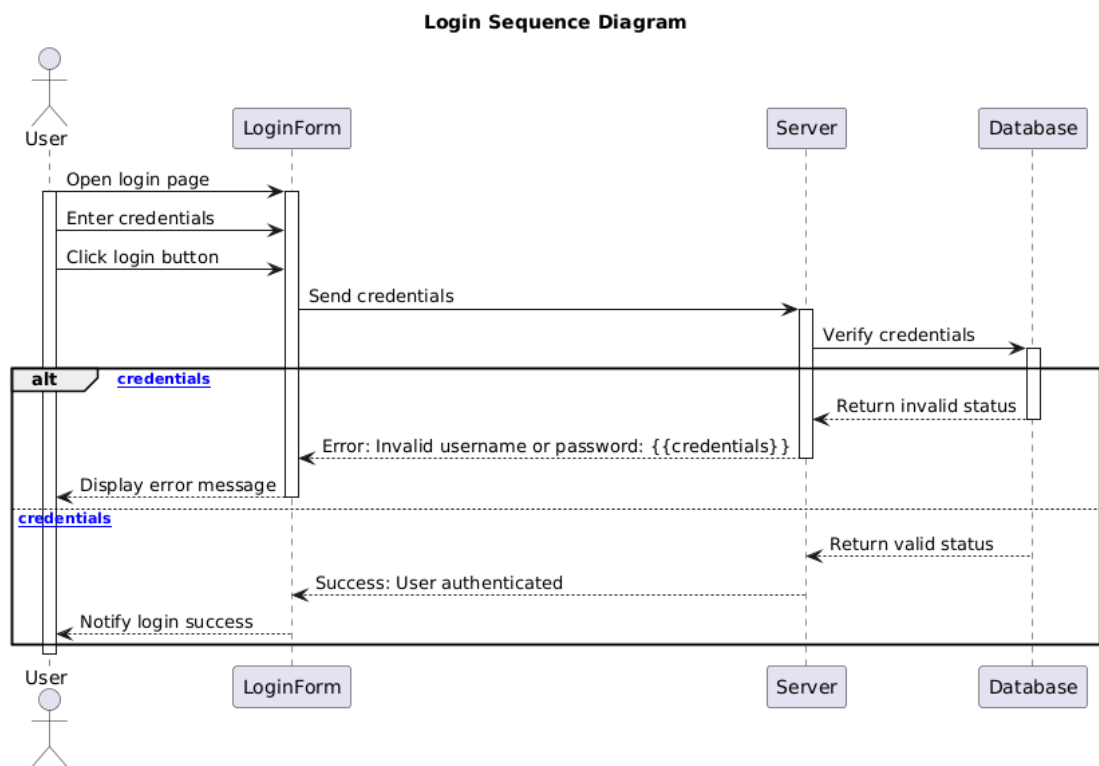 Login Sequence Diagram
User
LoginForm
Server
Database
Open login page
Enter credentials
Click login button
Send credentials
Verify credentials
alt
credentials
Return invalid status
Error: Invalid username or password: {{credentials}}
Display error message
credentials
Return valid status
Success: User authenticated
Notify login success
User
LoginForm
Server
Database